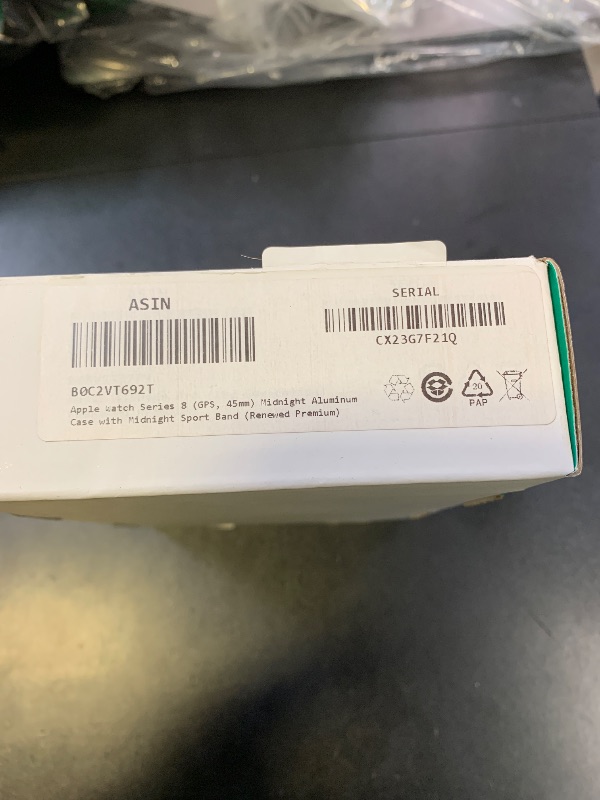 ASIN
SERIAL
CX23G7F21Q
B0C2VT692T
Apple Watch Series 8 (GPS, 45mm) Midnight Aluminum
Case with Midnight Sport Band (Renewed Premium)
20
PAP